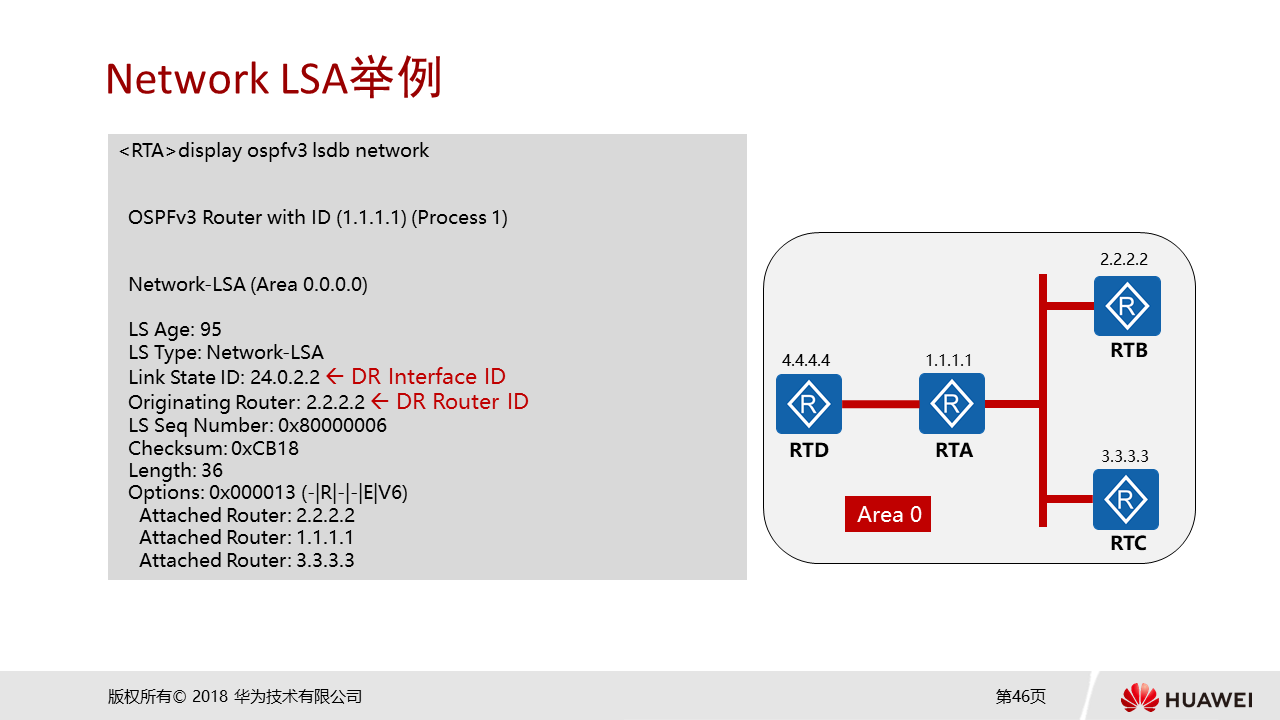 Network LSA举例
<RTA>display ospfv3 lsdb network
OSPFv3 Router with ID (1.1.1.1) (Process 1)
Network-LSA (Area 0.0.0.0)
LS Age: 95
LS Type: Network-LSA
Link State ID: 24.0.2.2 ← DR Interface ID
Originating Router: 2.2.2.2 ← DR Router ID
LS Seq Number: 0x80000006
Checksum: 0xCB18
Length: 36
Options: 0x000013 (-|R|-|-|E|V6)
Attached Router: 2.2.2.2
Attached Router: 1.1.1.1
Attached Router: 3.3.3.3
2.2.2.2
R
RTB
4.4.4.4
R
RTD
1.1.1.1
R
RTA
3.3.3.3
R
RTC
Area 0
版权所有© 2018 华为技术有限公司
第46页
HUAWEI